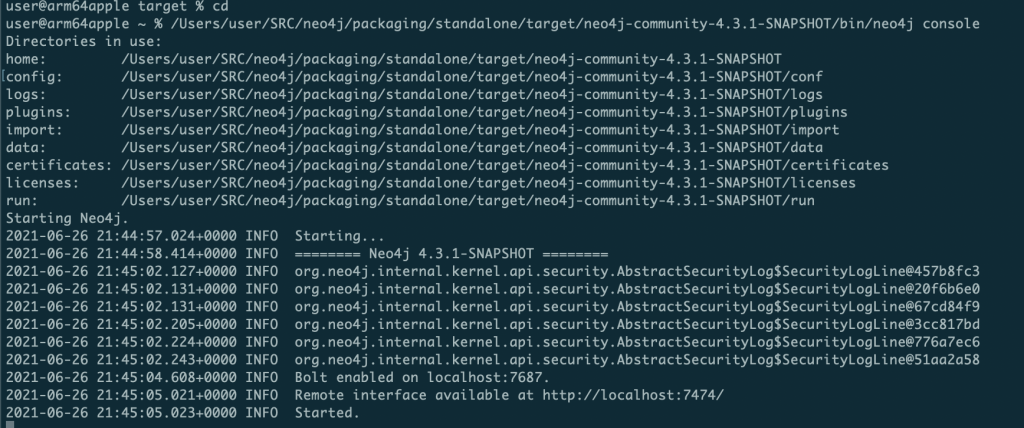 user@arm64apple target % cd
user@arm64apple ~ % /Users/user/SRC/neo4j/packaging/standalone/target/neo4j-community-4.3.1-SNAPSHOT/bin/neo4j console
Directories in use:
home:         /Users/user/SRC/neo4j/packaging/standalone/target/neo4j-community-4.3.1-SNAPSHOT
config:       /Users/user/SRC/neo4j/packaging/standalone/target/neo4j-community-4.3.1-SNAPSHOT/conf
logs:         /Users/user/SRC/neo4j/packaging/standalone/target/neo4j-community-4.3.1-SNAPSHOT/logs
plugins:      /Users/user/SRC/neo4j/packaging/standalone/target/neo4j-community-4.3.1-SNAPSHOT/plugins
import:       /Users/user/SRC/neo4j/packaging/standalone/target/neo4j-community-4.3.1-SNAPSHOT/import
data:         /Users/user/SRC/neo4j/packaging/standalone/target/neo4j-community-4.3.1-SNAPSHOT/data
certificates: /Users/user/SRC/neo4j/packaging/standalone/target/neo4j-community-4.3.1-SNAPSHOT/certificates
licenses:     /Users/user/SRC/neo4j/packaging/standalone/target/neo4j-community-4.3.1-SNAPSHOT/licenses
run:          /Users/user/SRC/neo4j/packaging/standalone/target/neo4j-community-4.3.1-SNAPSHOT/run
Starting Neo4j.
2021-06-26 21:44:57.024+0000 INFO  Starting...
2021-06-26 21:44:58.414+0000 INFO  ======== Neo4j 4.3.1-SNAPSHOT ========
2021-06-26 21:45:02.127+0000 INFO  org.neo4j.internal.kernel.api.security.AbstractSecurityLog$SecurityLogLine@457b8fc3
2021-06-26 21:45:02.131+0000 INFO  org.neo4j.internal.kernel.api.security.AbstractSecurityLog$SecurityLogLine@20f6b6e0
2021-06-26 21:45:02.131+0000 INFO  org.neo4j.internal.kernel.api.security.AbstractSecurityLog$SecurityLogLine@67cd84f9
2021-06-26 21:45:02.205+0000 INFO  org.neo4j.internal.kernel.api.security.AbstractSecurityLog$SecurityLogLine@3cc817bd
2021-06-26 21:45:02.224+0000 INFO  org.neo4j.internal.kernel.api.security.AbstractSecurityLog$SecurityLogLine@776a7ec6
2021-06-26 21:45:02.243+0000 INFO  org.neo4j.internal.kernel.api.security.AbstractSecurityLog$SecurityLogLine@51aa2a58
2021-06-26 21:45:04.608+0000 INFO  Bolt enabled on localhost:7687.
2021-06-26 21:45:05.021+0000 INFO  Remote interface available at http://localhost:7474/
2021-06-26 21:45:05.023+0000 INFO  Started.